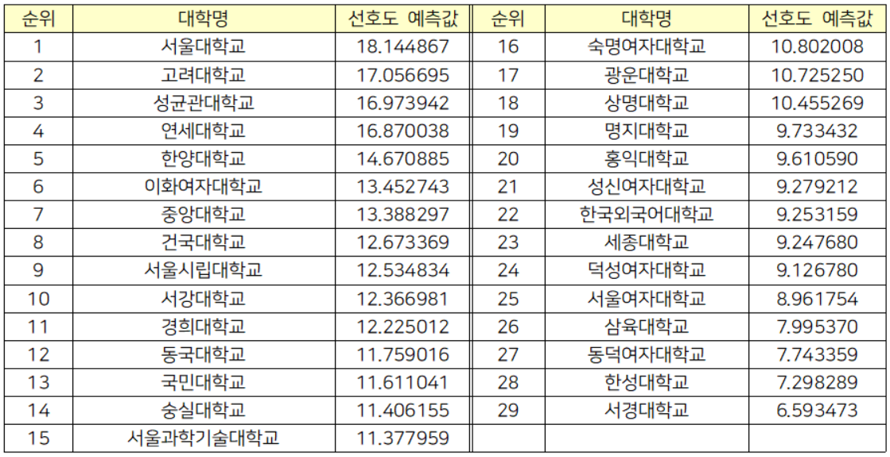 순위 대학명 선호도 예측값 순위 대학명 선호도 예측값
1 서울대학교 18.144867 16 숙명여자대학교 10.802008
2 고려대학교 17.056695 17 광운대학교 10.725250
3 성균관대학교 16.973942 18 상명대학교 10.455269
4 연세대학교 16.870038 19 명지대학교 9.733432
5 한양대학교 14.670885 20 홍익대학교 9.610590
6 이화여자대학교 13.452743 21 성신여자대학교 9.279212
7 중앙대학교 13.388297 22 한국외국어대학교 9.253159
8 건국대학교 12.673369 23 세종대학교 9.247680
9 서울시립대학교 12.534834 24 덕성여자대학교 9.126780
10 서강대학교 12.366981 25 서울여자대학교 8.961754
11 경희대학교 12.225012 26 삼육대학교 7.995370
12 동국대학교 11.759016 27 동덕여자대학교 7.743359
13 국민대학교 11.611041 28 한성대학교 7.298289
14 숭실대학교 11.406155 29 서경대학교 6.593473
15 서울과학기술대학교 11.377959